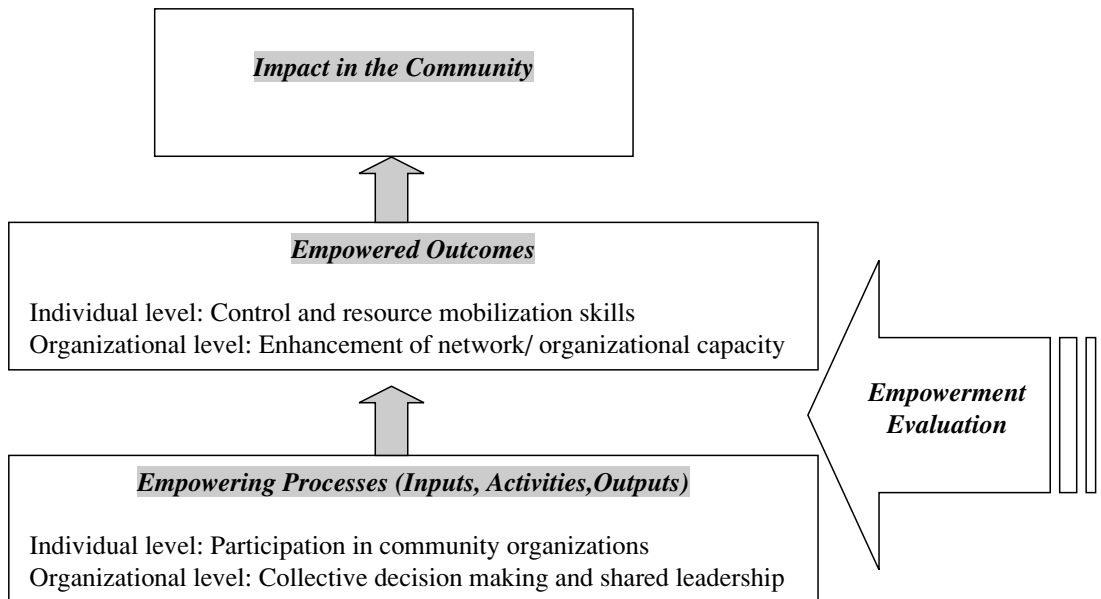 Impact in the Community
Empowered Outcomes
Individual level: Control and resource mobilization skills
Organizational level: Enhancement of network/ organizational capacity
Empowerment
Evaluation
Empowering Processes (Inputs, Activities,Outputs)
Individual level: Participation in community organizations
Organizational level: Collective decision making and shared leadership